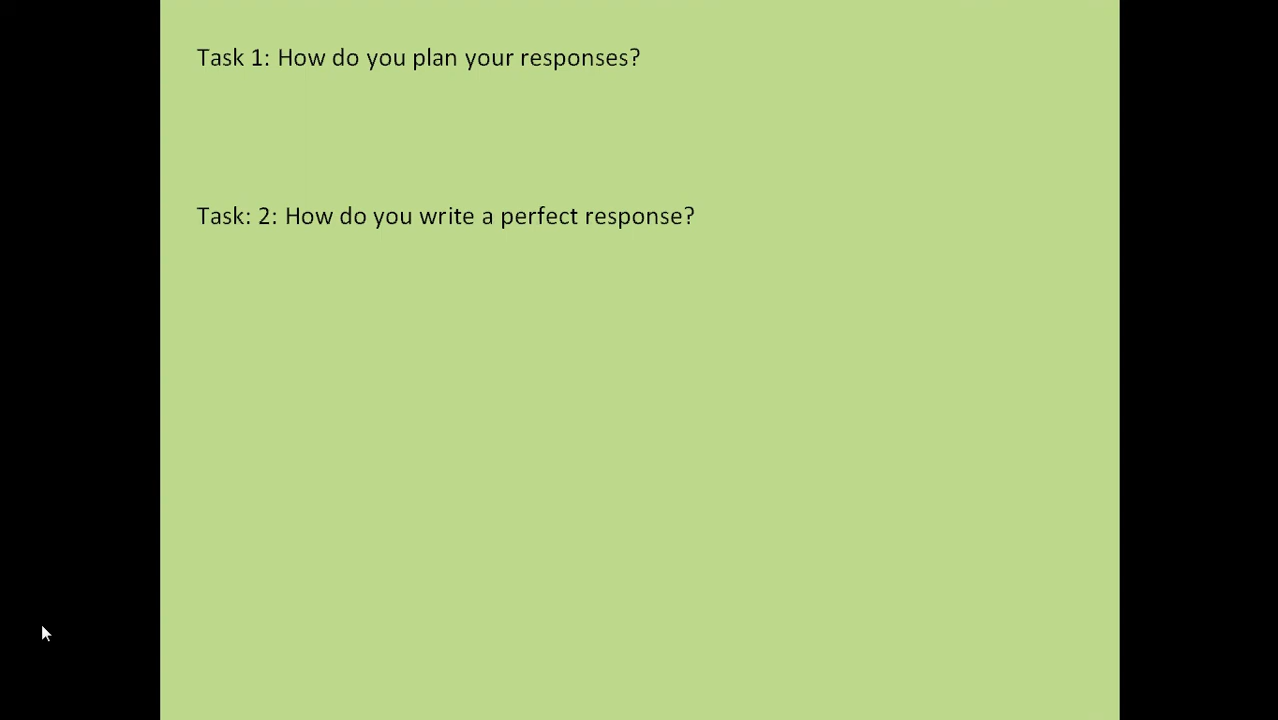 Task 1: How do you plan your responses?
Task: 2: How do you write a perfect response?